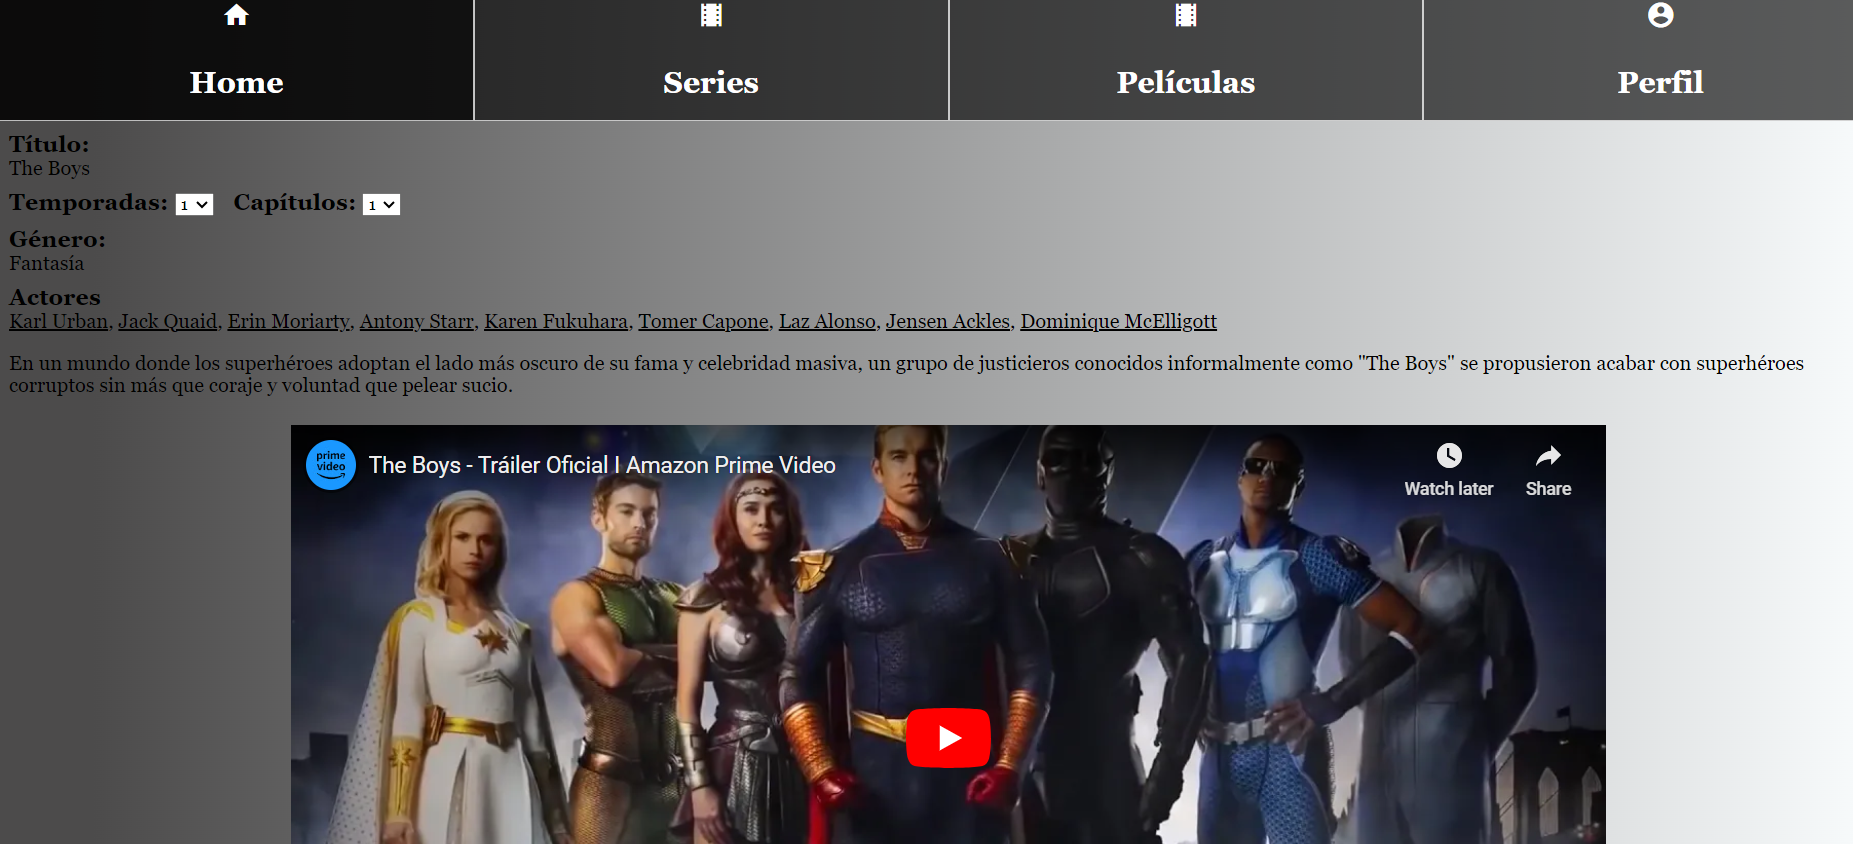 Home
Series
Películas
Perfil
Título:
The Boys
Temporadas: 1 Capítulos: 1
Género:
Fantasía
Actores
Karl Urban, Jack Quaid, Erin Moriarty, Antony Starr, Karen Fukuhara, Tomer Capone, Laz Alonso, Jensen Ackles, Dominique McElligott
En un mundo donde los superhéroes adoptan el lado más oscuro de su fama y celebridad masiva, un grupo de justicieros conocidos informalmente como "The Boys" se propusieron acabar con superhéroes
corruptos sin más que coraje y voluntad que pelear sucio.
prime
video
The Boys - Tráiler Oficial I Amazon Prime Video
Watch later
Share